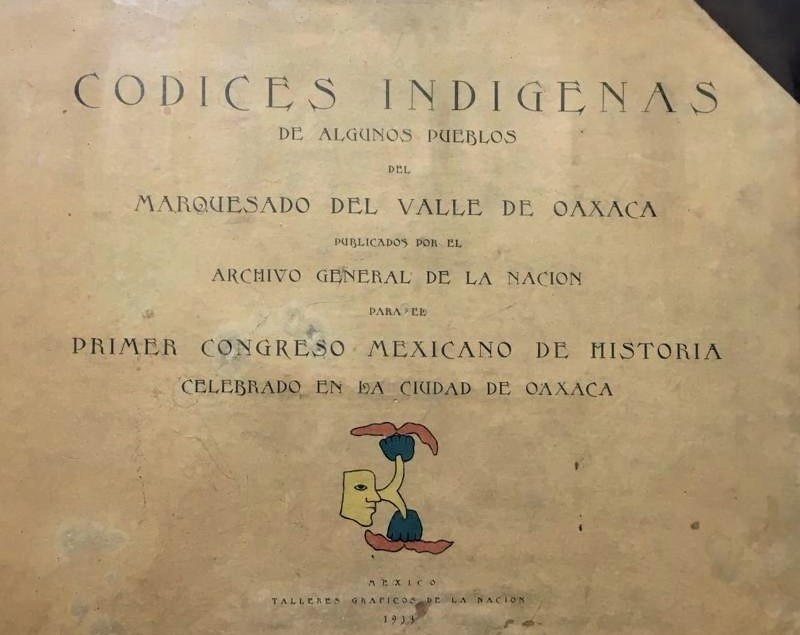 CODICES INDIGENAS
DE ALGUNOS PUEBLOS
DEL
MARQUESADO DEL VALLE DE OAXACA
PUBLICADOS POR EL
ARCHIVO GENERAL DE LA NACION
PARA EL
PRIMER CONGRESO MEXICANO DE HISTORIA
CELEBRADO EN LA CIUDAD DE OAXACA
MEXICO
TALLERES GRAFICOS DE LA NACION
1933